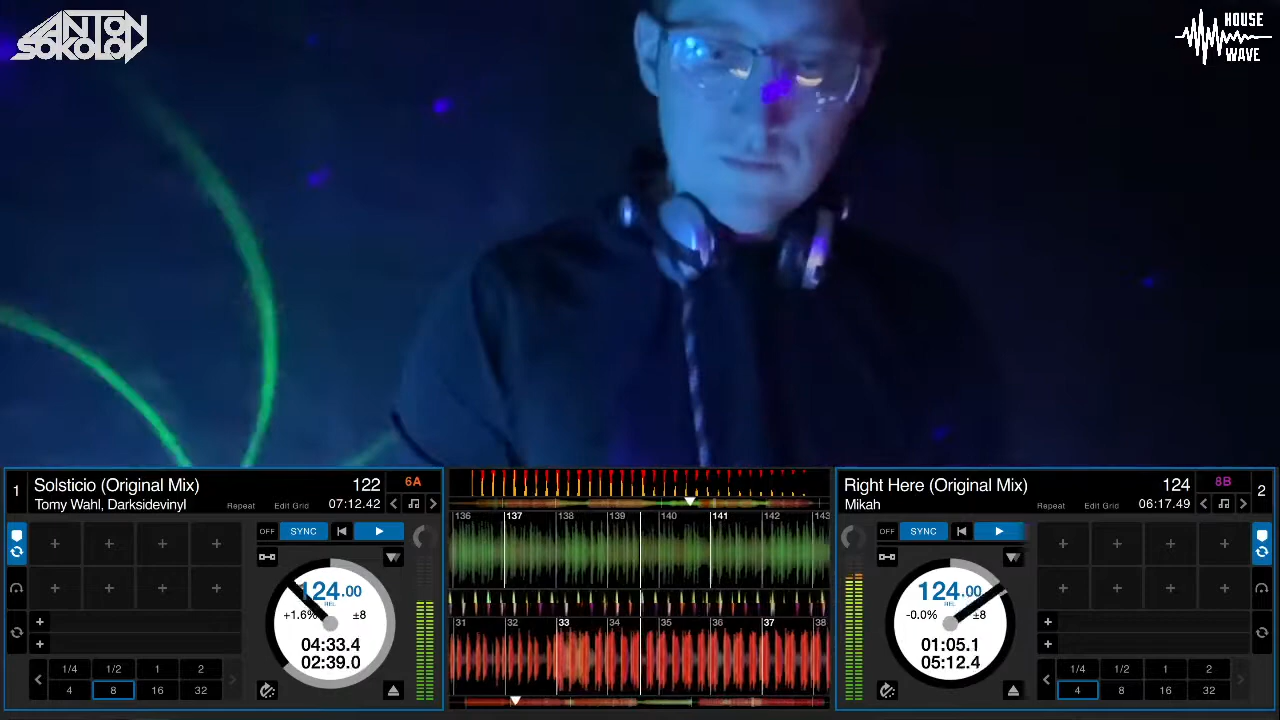 ANTON
SOKOLOV
HOUSE
WAVE
1
Solsticio (Original Mix)
122
6A
Tomy Wahl, Darksidevinyl
Repeat
Edit Grid
07:12.42
OFF
SYNC
124.00
REL
+1.6%
±8
04:33.4
02:39.0
1/4
1/2
1
2
4
8
16
32
136
137
138
139
140
141
142
143
31
32
33
34
35
36
37
38
Right Here (Original Mix)
124
8B
2
Mikah
Repeat
Edit Grid
06:17.49
OFF
SYNC
124.00
REL
-0.0%
±8
01:05.1
05:12.4
1/4
1/2
1
2
4
16
32